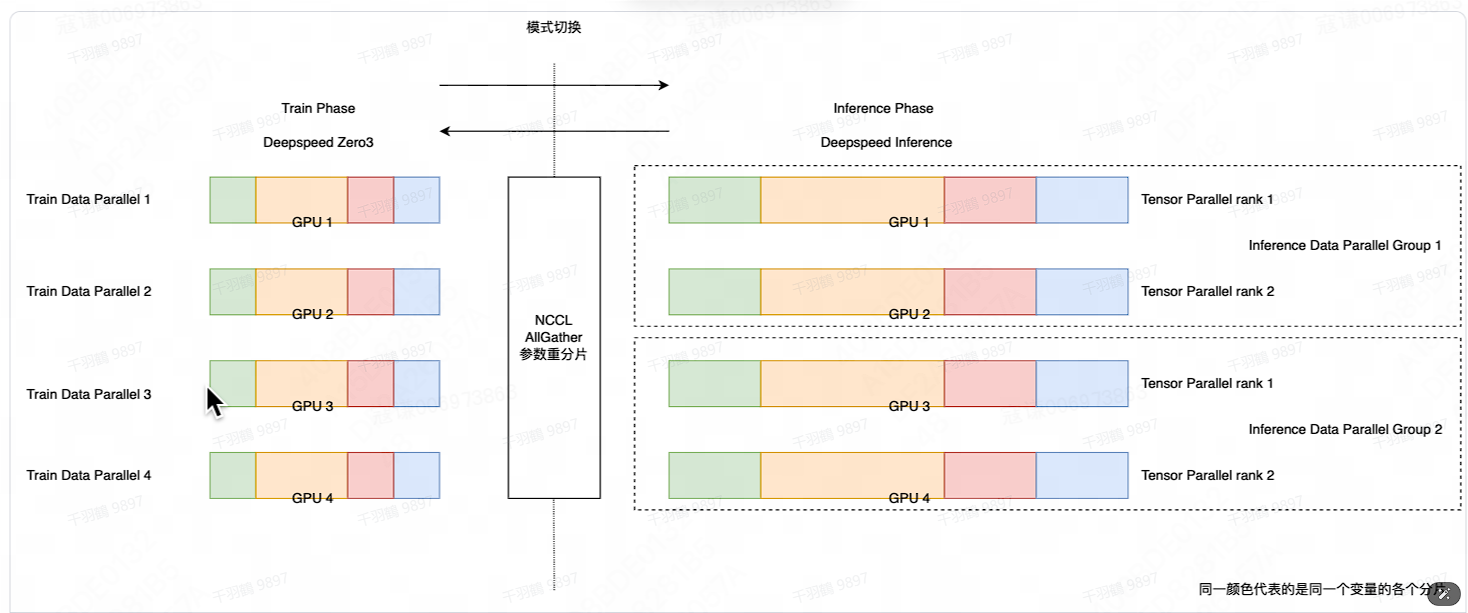 模式切换
Train Phase
Deepspeed Zero3
Inference Phase
Deepspeed Inference
Train Data Parallel 1
GPU 1
GPU 1
Tensor Parallel rank 1
Inference Data Parallel Group 1
Train Data Parallel 2
GPU 2
GPU 2
Tensor Parallel rank 2
NCCL
AllGather
参数重分片
Train Data Parallel 3
GPU 3
GPU 3
Tensor Parallel rank 1
Inference Data Parallel Group 2
Train Data Parallel 4
GPU 4
GPU 4
Tensor Parallel rank 2
同一颜色代表的是同一个变量的各个分片
千羽鹤 9897